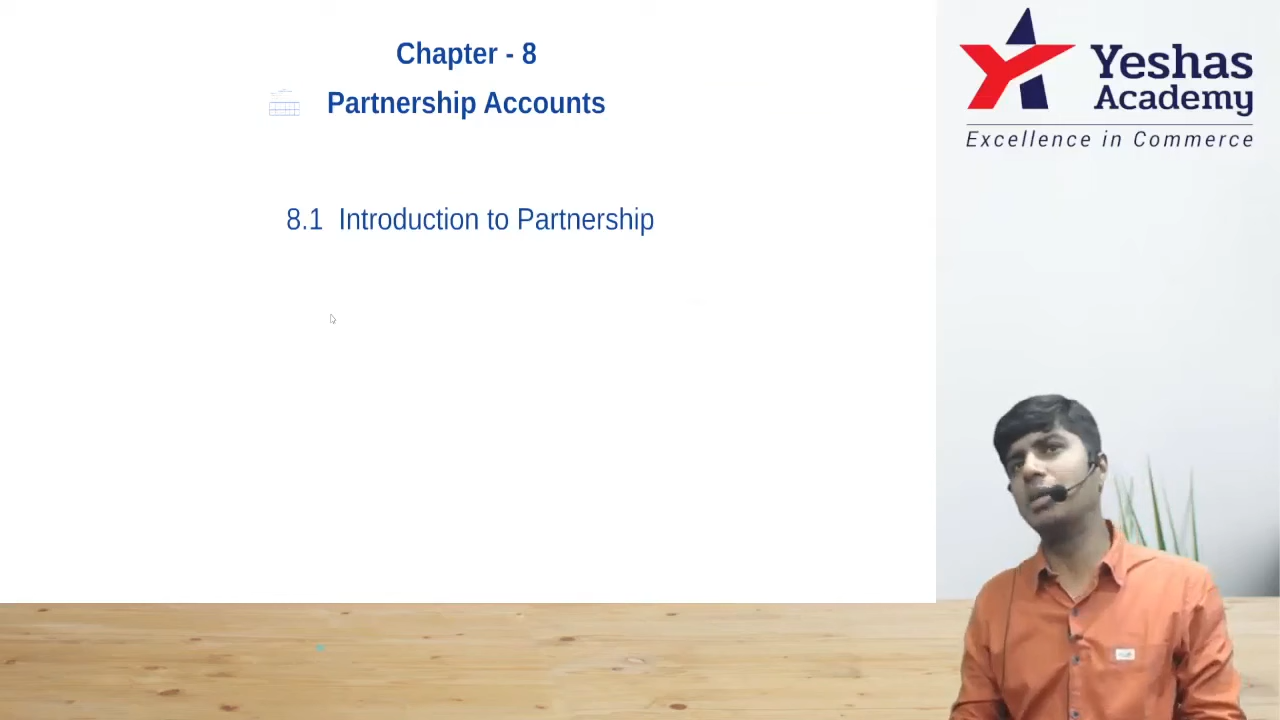 Chapter - 8
Partnership Accounts
8.1 Introduction to Partnership
Yeshas
Academy
Excellence in Commerce